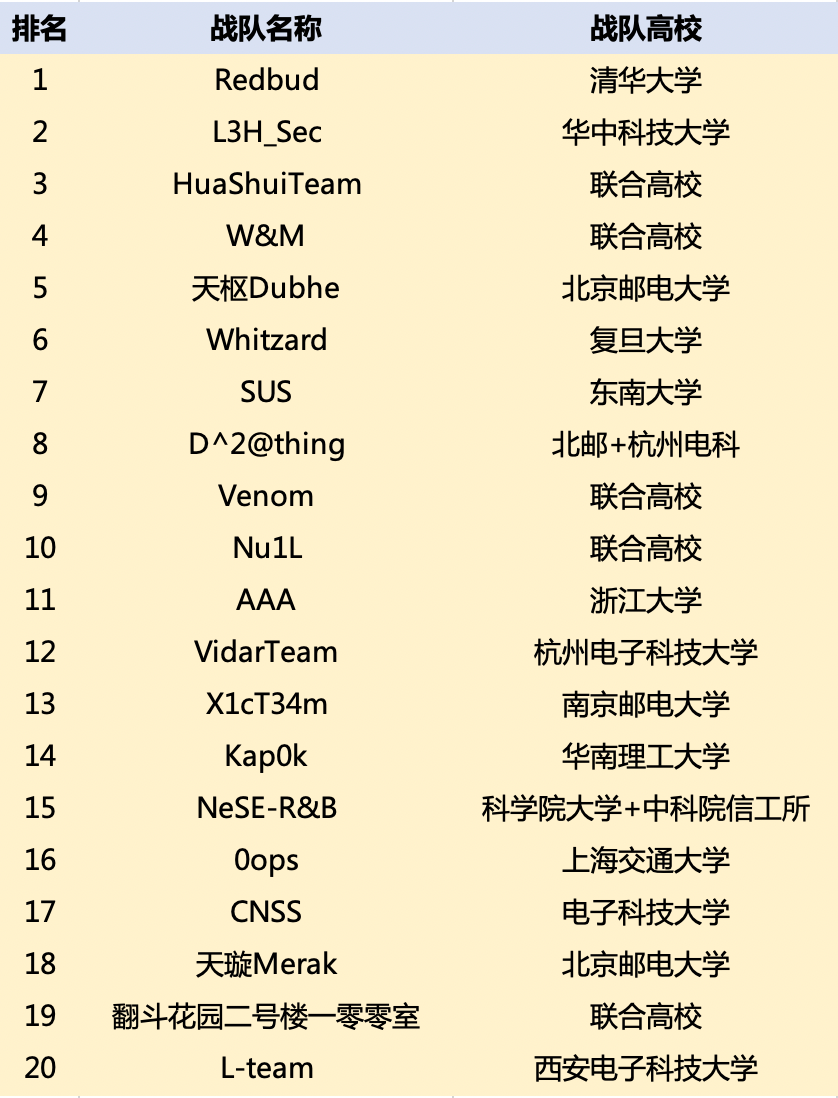 排名 战队名称 战队高校
1 Redbud 清华大学
2 L3H_Sec 华中科技大学
3 HuaShuiTeam 联合高校
4 W&M 联合高校
5 天枢Dubhe 北京邮电大学
6 Whitzard 复旦大学
7 SUS 东南大学
8 D^2@thing 北邮+杭州电科
9 Venom 联合高校
10 Nu1L 联合高校
11 AAA 浙江大学
12 VidarTeam 杭州电子科技大学
13 X1cT34m 南京邮电大学
14 Kap0k 华南理工大学
15 NeSE-R&B 科学院大学+中科院信工所
16 0ops 上海交通大学
17 CNSS 电子科技大学
18 天璇Merak 北京邮电大学
19 翻斗花园二号楼一零零室 联合高校
20 L-team 西安电子科技大学